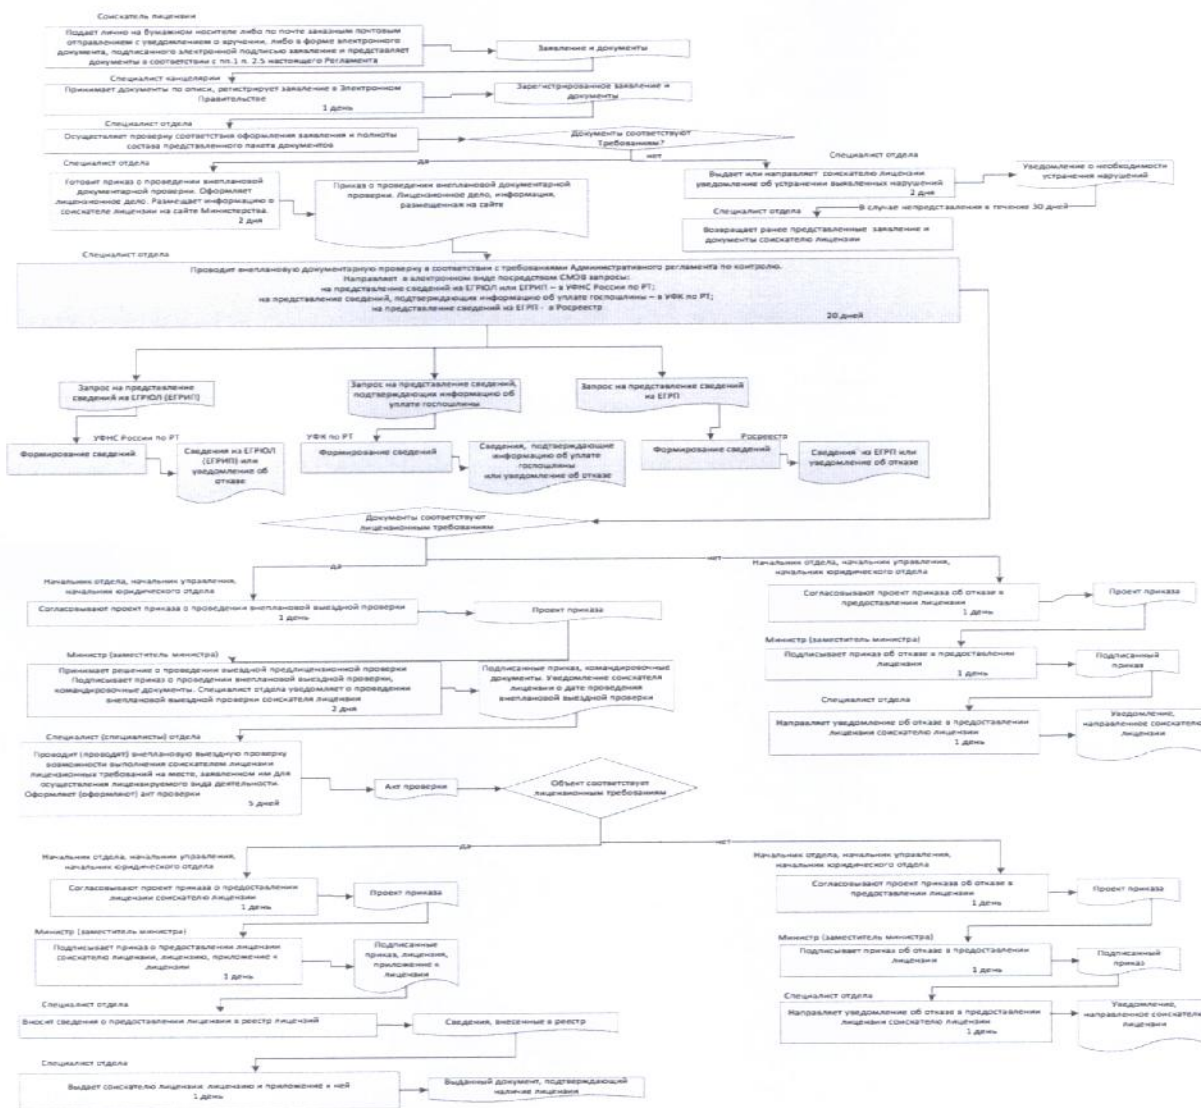 Соискатель лицензии
Подает лично на бумажном носителе либо по почте заказным почтовым
отправлением с уведомлением о вручении, либо в форме электронного
документа, подписанного электронной подписью заявление и представляет
документы в соответствии с пп.1 п. 2.5 настоящего Регламента
Заявление и документы
Специалист канцелярии
Принимает документы по описи, регистрирует заявление в Электронном
Правительстве
1 день
Зарегистрированное заявление и
документы
Специалист отдела
Осуществляет проверку соответствия оформления заявления и полноты
состава представленного пакета документов
Документы соответствуют
Требованиям?
да
нет
Специалист отдела
Готовит приказ о проведении внеплановой
документарной проверки. Оформляет
лицензионное дело. Размещает информацию о
соискателе лицензии на сайте Министерства.
2 дня
Приказ о проведении внеплановой документарной
проверки. Лицензионное дело, информация,
размещенная на сайте
Специалист отдела
Выдает или направляет соискателю лицензии
уведомление об устранении выявленных нарушений
2 дня
Уведомление о необходимости
устранения нарушений
Специалист отдела
В случае непредставления в течение 30 дней
Возвращает ранее представленные заявление и
документы соискателю лицензии
Специалист отдела
Проводит внеплановую документарную проверку в соответствии с требованиями Административного регламента по контролю.
Направляет в электронном виде посредством СМЭВ запросы:
на представление сведений из ЕГРЮЛ или ЕГРИП – в УФНС России по РТ;
на представление сведений, подтверждающих информацию об уплате госпошлины – в УФК по РТ;
на представление сведений из ЕГРП - в Росреестр
20 дней
Запрос на представление
сведений из ЕГРЮЛ (ЕГРИП)
Запрос на представление сведений,
подтверждающих информацию об
уплате госпошлины
Запрос на представление сведений
из ЕГРП
УФНС России по РТ
Формирование сведений
Сведения из ЕГРЮЛ
(ЕГРИП) или
уведомление об
отказе
УФК по РТ
Формирование сведений
Сведения, подтверждающие
информацию об уплате
госпошлины
или уведомление об отказе
Росреестр
Формирование сведений
Сведения из ЕГРП или
уведомление об отказе
Документы соответствуют
лицензионным требованиям
да
нет
Начальник отдела, начальник управления,
начальник юридического отдела
Согласовывают проект приказа о проведении внеплановой выездной проверки
1 день
Проект приказа
Начальник отдела, начальник управления,
начальник юридического отдела
Согласовывают проект приказа об отказе в
предоставлении лицензии
1 день
Проект приказа
Министр (заместитель министра)
Принимает решение о проведении выездной предлицензионной проверки
Подписывает приказ о проведении внеплановой выездной проверки,
командировочные документы. Специалист отдела уведомляет о проведении
внеплановой выездной проверки соискателя лицензии
2 дня
Подписанные приказ, командировочные
документы. Уведомление соискателя
лицензии о дате проведения
внеплановой выездной проверки
Министр (заместитель министра)
Подписывает приказ об отказе в предоставлении
лицензии
1 день
Подписанный
приказ
Специалист отдела
Направляет уведомление об отказе в предоставлении
лицензии соискателю лицензии
1 день
Уведомление,
направленное соискателю
лицензии
Специалист (специалисты) отдела
Проводит (проводят) внеплановую выездную проверку
возможности выполнения соискателем лицензии
лицензионных требований на месте, заявленном им для
осуществления лицензируемого вида деятельности.
Оформляет (оформляют) акт проверки
5 дней
Акт проверки
Объект соответствует
лицензионным требованиям
да
нет
Начальник отдела, начальник управления,
начальник юридического отдела
Согласовывают проект приказа о предоставлении
лицензии соискателю лицензии
1 день
Проект приказа
Начальник отдела, начальник управления,
начальник юридического отдела
Согласовывают проект приказа об отказе в
предоставлении лицензии
1 день
Проект приказа
Министр (заместитель министра)
Подписывает приказ о предоставлении лицензии
соискателю лицензии, лицензию, приложение к
лицензии
1 день
Подписанные
приказ, лицензия,
приложение к
лицензии
Министр (заместитель министра)
Подписывает приказ об отказе в предоставлении
лицензии
1 день
Подписанный
приказ
Специалист отдела
Вносит сведения о предоставлении лицензии в реестр лицензий
Сведения, внесенные в реестр
Специалист отдела
Направляет уведомление об отказе в предоставлении
лицензии соискателю лицензии
1 день
Уведомление,
направленное соискателю
лицензии
Специалист отдела
Выдает соискателю лицензии лицензию и приложение к ней
1 день
Выданный документ, подтверждающий
наличие лицензии